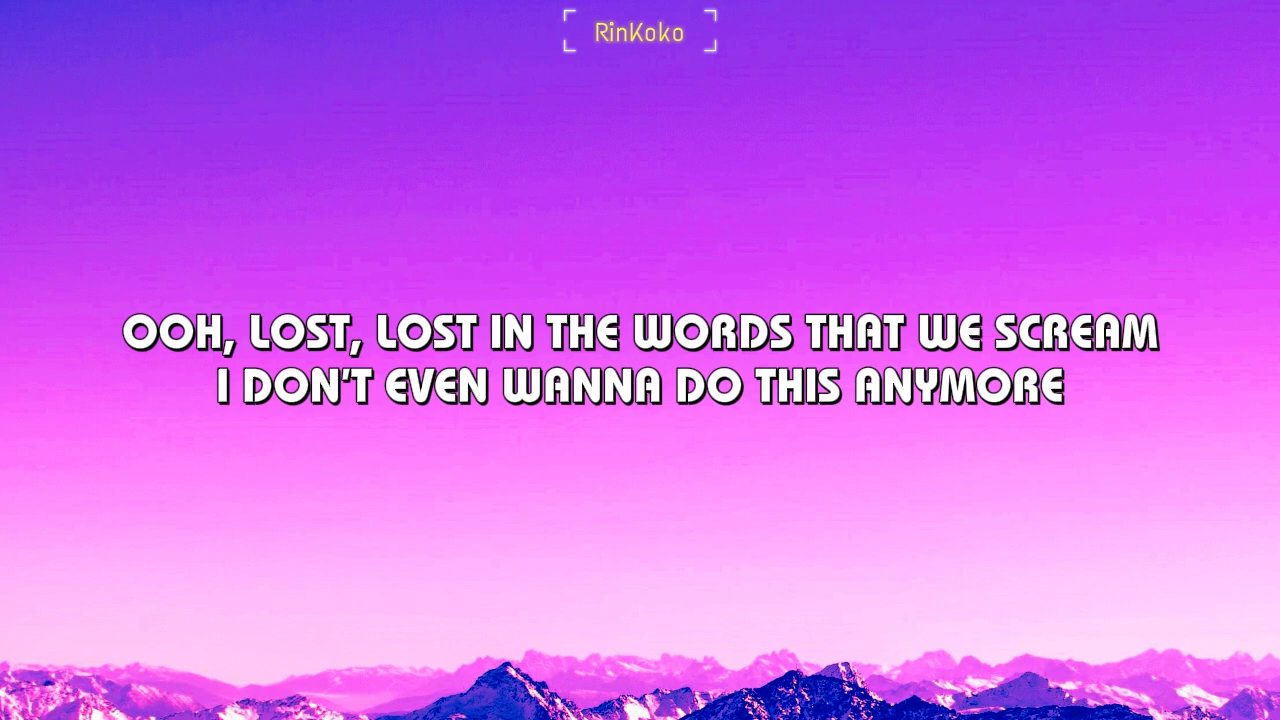 RinKoko
OOH, LOST, LOST IN THE WORDS THAT WE SCREAM
I DON'T EVEN WANNA DO THIS ANYMORE